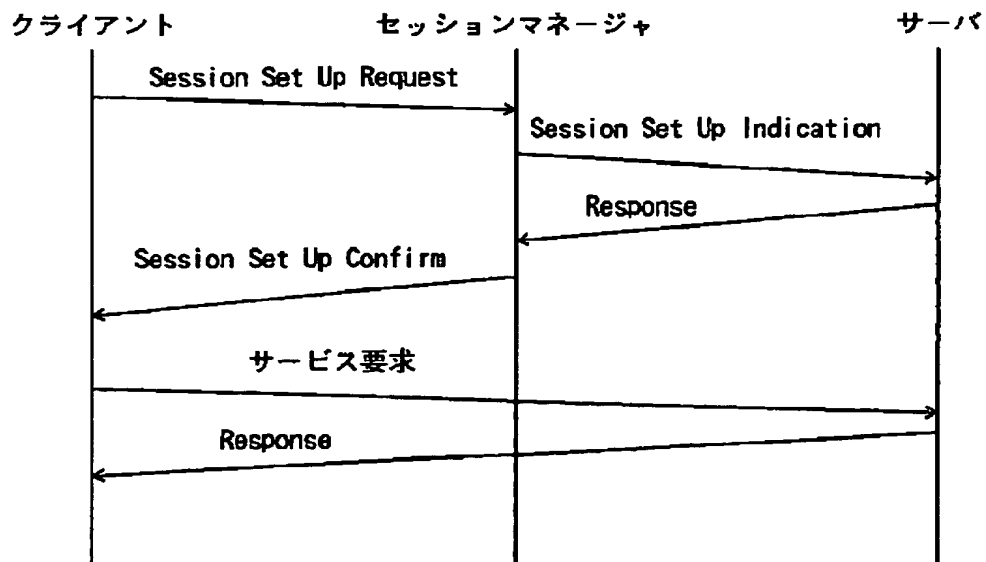 クライアント セッションマネージャ サーバ
Session Set Up Request
Session Set Up Indication
Response
Session Set Up Confirm
サービス要求
Response